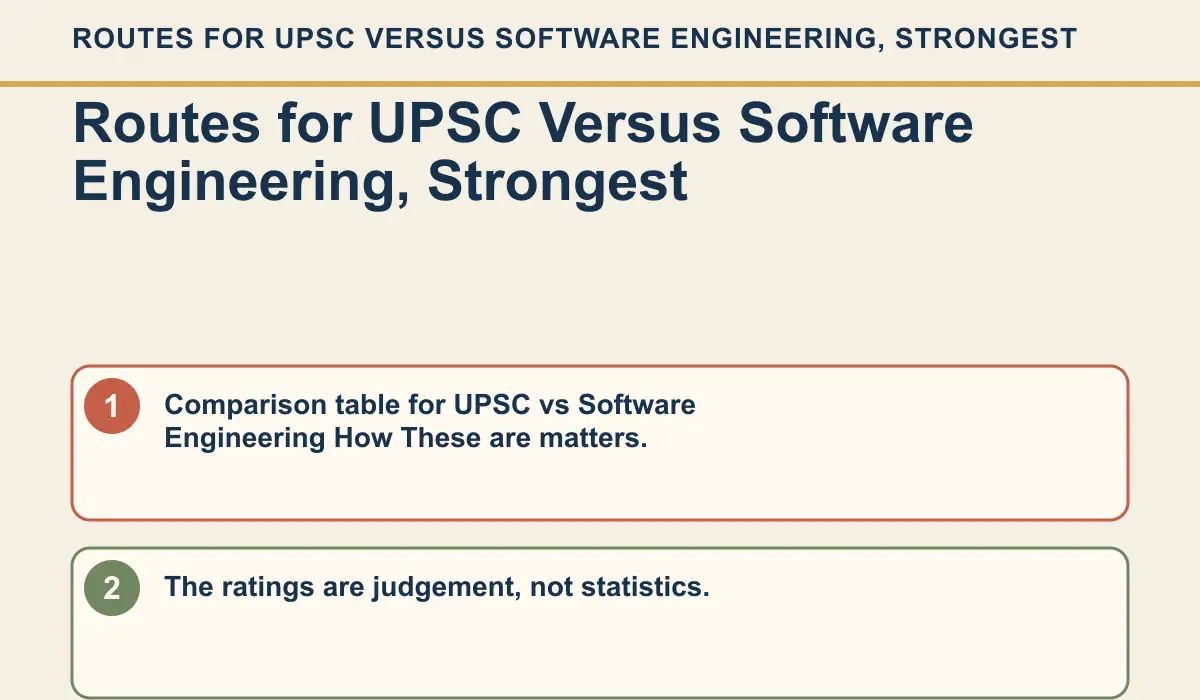 ROUTES FOR UPSC VERSUS SOFTWARE ENGINEERING, STRONGEST
Routes for UPSC Versus Software
Engineering, Strongest
1
Comparison table for UPSC vs Software
Engineering How These are matters.
2
The ratings are judgement, not statistics.